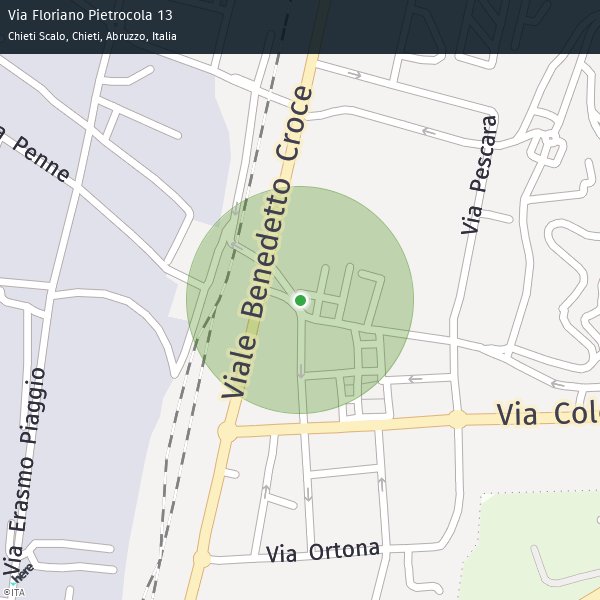 Via Floriano Pietrocola 13
Chieti Scalo, Chieti, Abruzzo, Italia
Viale Benedetto Croce
Penne
Via Pescara
Via Erasmo Piaggio
Via Ortona
here
©ITA